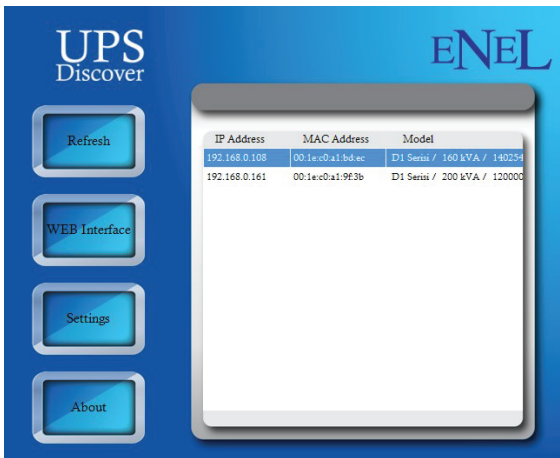 UPS
Discover
ENEL
Refresh
WEB Interface
Settings
About
IP Address MAC Address Model
192.168.0.108 00:1e:c0:a1:bd:ec D1 Serisi / 160 kVA / 140254
192.168.0.161 00:1e:c0:a1:9f:3b D1 Serisi / 200 kVA / 120000